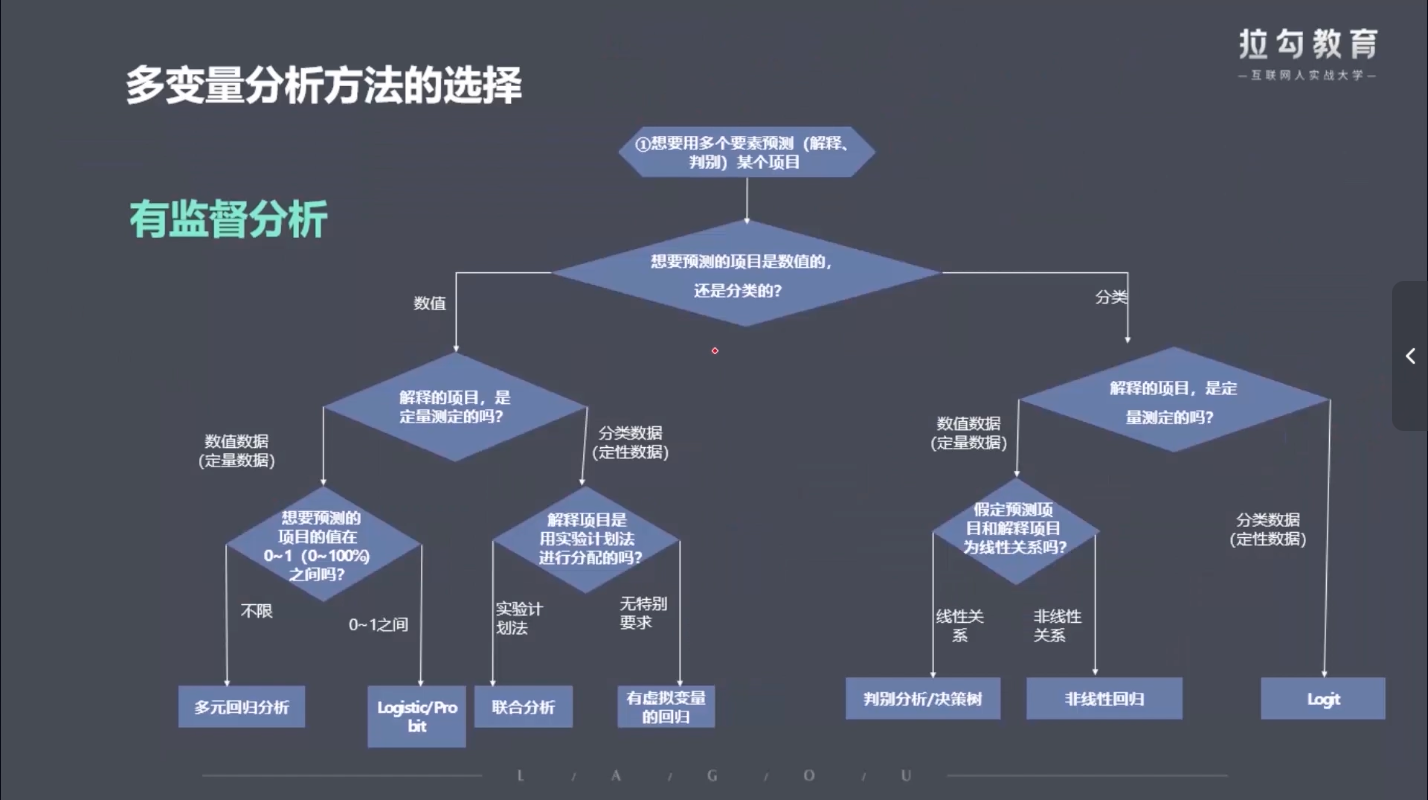 拉勾教育
—互联网人实战大学—
多变量分析方法的选择
①想要用多个要素预测（解释、
判别）某个项目
有监督分析
想要预测的项目是数值的，
还是分类的？
数值
分类
解释的项目，是
定量测定的吗？
解释的项目，是定
量测定的吗？
数值数据
(定量数据)
分类数据
(定性数据)
数值数据
(定量数据)
想要预测的
项目的值在
0~1（0~100%）
之间吗？
解释项目是
用实验计划法
进行分配的吗？
假定预测项
目和解释项目
为线性关系吗？
分类数据
(定性数据)
不限
0~1之间
实验计
划法
无特别
要求
线性关
系
非线性
关系
多元回归分析
Logistic/Pro
bit
联合分析
有虚拟变量
的回归
判别分析/决策树
非线性回归
Logit
L / A / G / O / U